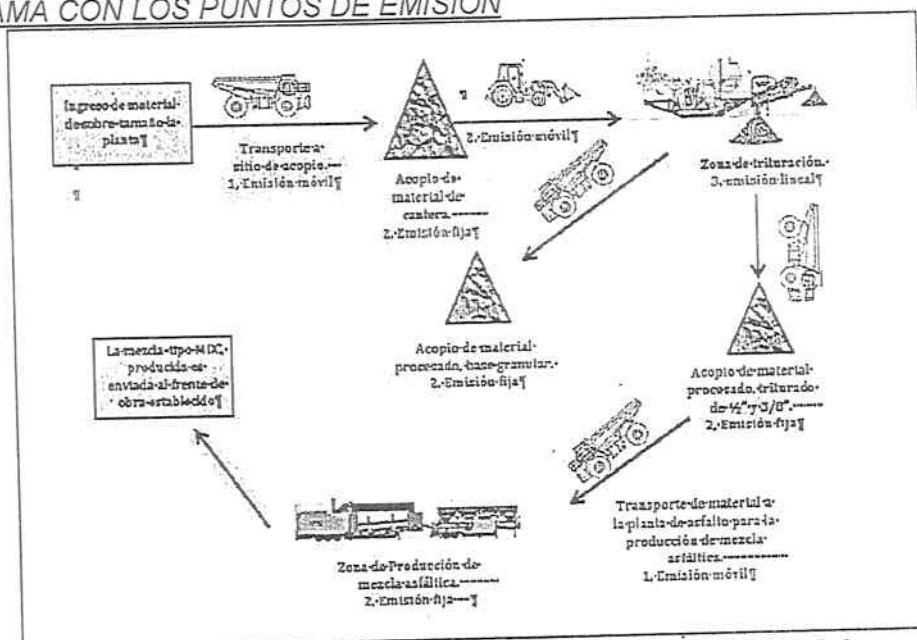 AMA CON LOS PUNTOS DE EMISIÓN
Ingreso de material
de sobre tamaño la
planta¶
¶
Transporte a
sitio de acopio.
1. Emisión móvil¶
Acopio de
material de
cantera.
2. Emisión fija¶
¶
2. Emisión móvil¶
Zona de trituración.
3. emisión lineal¶
Acopio de material
procesado, base granular.
2. Emisión fija¶
Acopio de material
procesado, triturado
de ½" y 3/8".
2. Emisión fija¶
Transporte de material a
la planta de asfalto para la
producción de mezcla
asfáltica.
1. Emisión móvil¶
Zona de Producción de
mezcla asfáltica.
2. Emisión fija ¶
La mezcla tipo MDC,
producida es
enviada al frente de
obra establecido¶